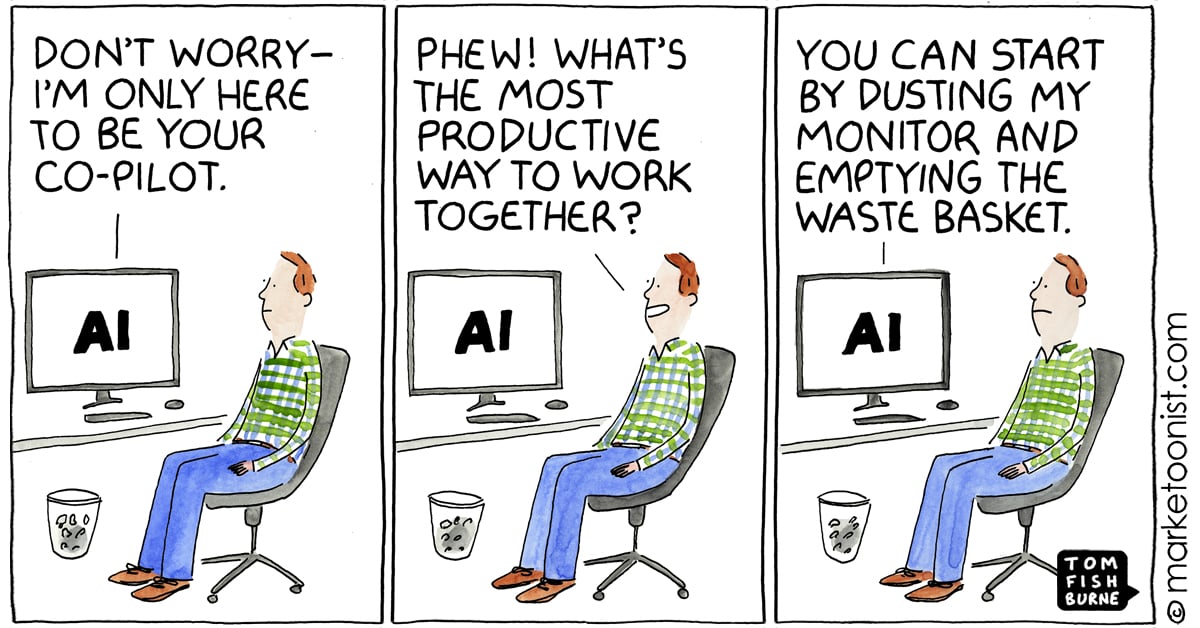 DON'T WORRY–
I'M ONLY HERE
TO BE YOUR
CO-PILOT.
AI
PHEW! WHAT'S
THE MOST
PRODUCTIVE
WAY TO WORK
TOGETHER?
AI
YOU CAN START
BY DUSTING MY
MONITOR AND
EMPTYING THE
WASTE BASKET.
AI
TOM
FISH
BURNE
© marketoonist.com